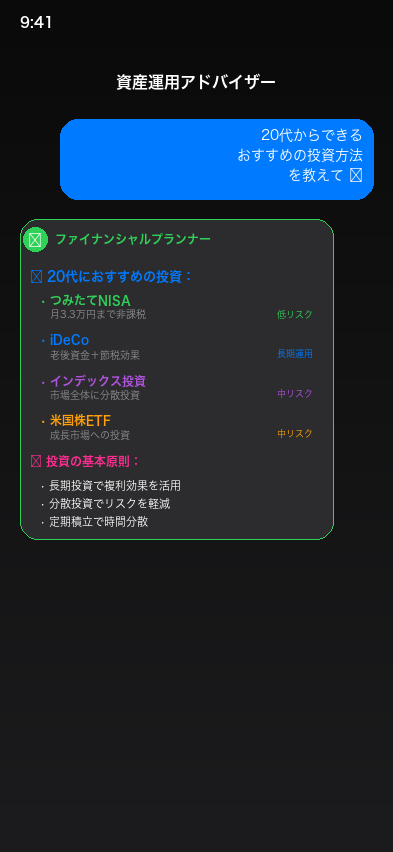 9:41
資産運用アドバイザー
20代からできる
おすすめの投資方法
を教えて
ファイナンシャルプランナー
20代におすすめの投資：
・つみたてNISA
月3.3万円まで非課税
低リスク
・iDeCo
老後資金＋節税効果
長期運用
・インデックス投資
市場全体に分散投資
中リスク
・米国株ETF
成長市場への投資
中リスク
投資の基本原則：
・長期投資で複利効果を活用
・分散投資でリスクを軽減
・定期積立で時間分散